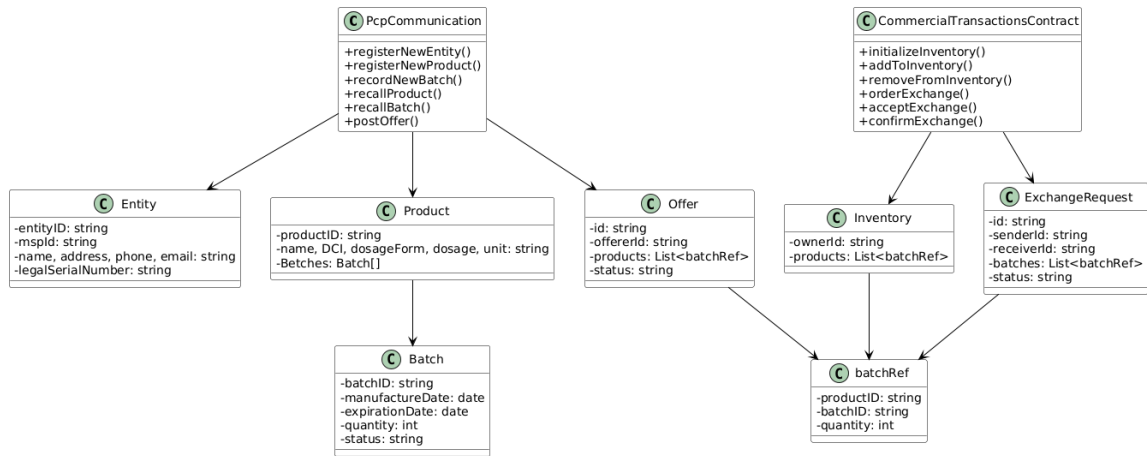 C PcpCommunication
+registerNewEntity()
+registerNewProduct()
+recordNewBatch()
+recallProduct()
+recallBatch()
+postOffer()
C CommercialTransactionsContract
+initializeInventory()
+addToInventory()
+removeFromInventory()
+orderExchange()
+acceptExchange()
+confirmExchange()
C Entity
-entityID: string
-mspId: string
-name, address, phone, email: string
-legalSerialNumber: string
C Product
-productID: string
-name, DCI, dosageForm, dosage, unit: string
-Betches: Batch[]
C Offer
-id: string
-offererId: string
-products: List<batchRef>
-status: string
C Inventory
-ownerId: string
-products: List<batchRef>
C ExchangeRequest
-id: string
-senderId: string
-receiverId: string
-batches: List<batchRef>
-status: string
C Batch
-batchID: string
-manufactureDate: date
-expirationDate: date
-quantity: int
-status: string
C batchRef
-productID: string
-batchID: string
-quantity: int